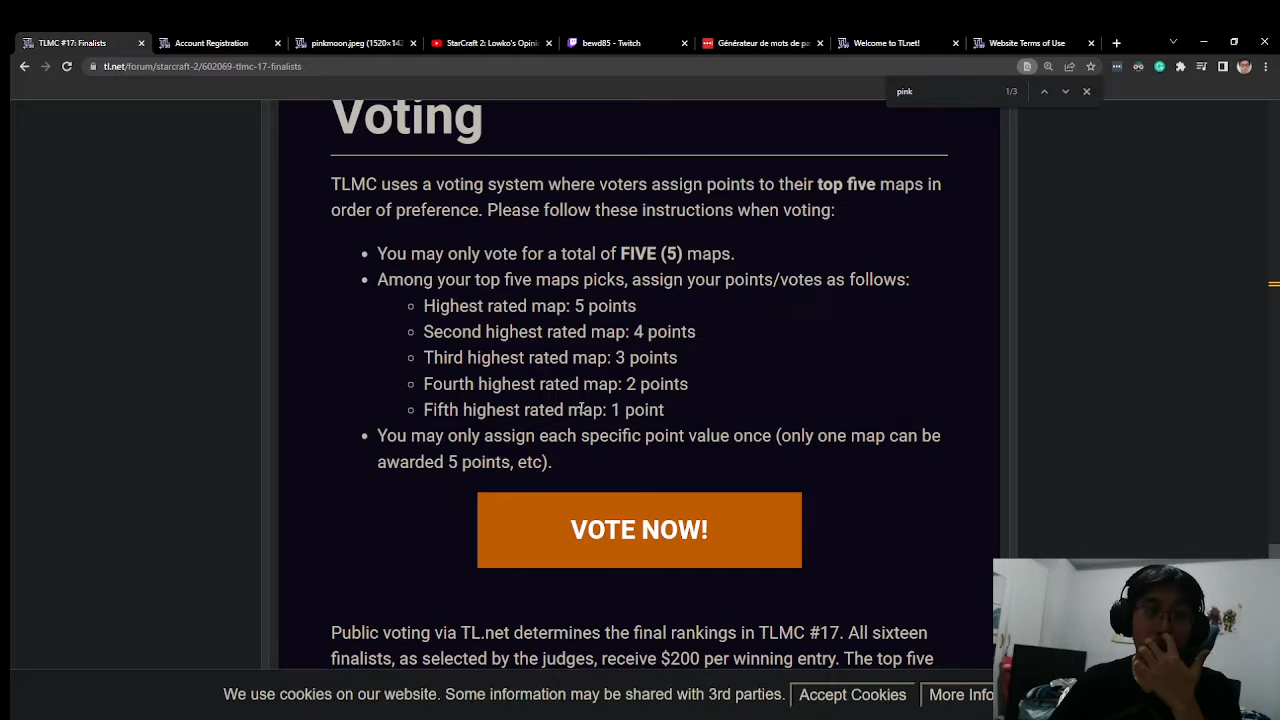 TLMC #17: Finalists
Account Registration
pinkmoon.jpeg (1520×142
StarCraft 2: Lowko's Opini
bewd85 - Twitch
Générateur de mots de pa
Welcome to TLnet!
Website Terms of Use
tl.net/forum/starcraft-2/602069-tlmc-17-finalists
pink 1/3
Voting
TLMC uses a voting system where voters assign points to their top five maps in
order of preference. Please follow these instructions when voting:
• You may only vote for a total of FIVE (5) maps.
• Among your top five maps picks, assign your points/votes as follows:
◦ Highest rated map: 5 points
◦ Second highest rated map: 4 points
◦ Third highest rated map: 3 points
◦ Fourth highest rated map: 2 points
◦ Fifth highest rated map: 1 point
• You may only assign each specific point value once (only one map can be
awarded 5 points, etc).
VOTE NOW!
Public voting via TL.net determines the final rankings in TLMC #17. All sixteen
finalists, as selected by the judges, receive $200 per winning entry. The top five
We use cookies on our website. Some information may be shared with 3rd parties. Accept Cookies More Info